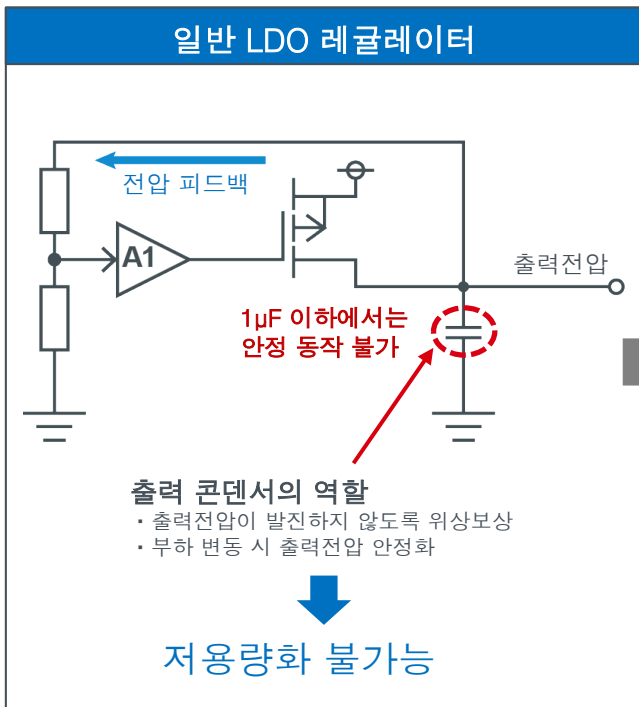 일반 LDO 레귤레이터
전압 피드백
A1
출력전압
1µF 이하에서는
안정 동작 불가
출력 콘덴서의 역할
· 출력전압이 발진하지 않도록 위상보상
· 부하 변동 시 출력전압 안정화
저용량화 불가능